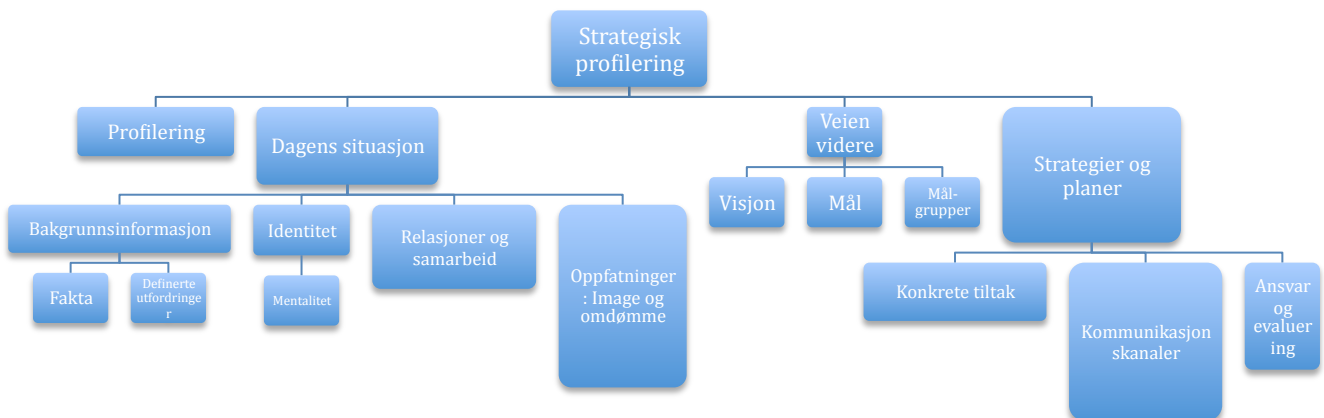 Strategisk
profilering
Profilering
Dagens situasjon
Veien
videre
Strategier og
planer
Bakgrunnsinformasjon
Identitet
Relasjoner og
samarbeid
Oppfatninger
: Image og
omdømme
Visjon
Mål
Mål-
grupper
Fakta
Definerte
utfordringe
r
Mentalitet
Konkrete tiltak
Kommunikasjon
skanaler
Ansvar
og
evaluer
ing